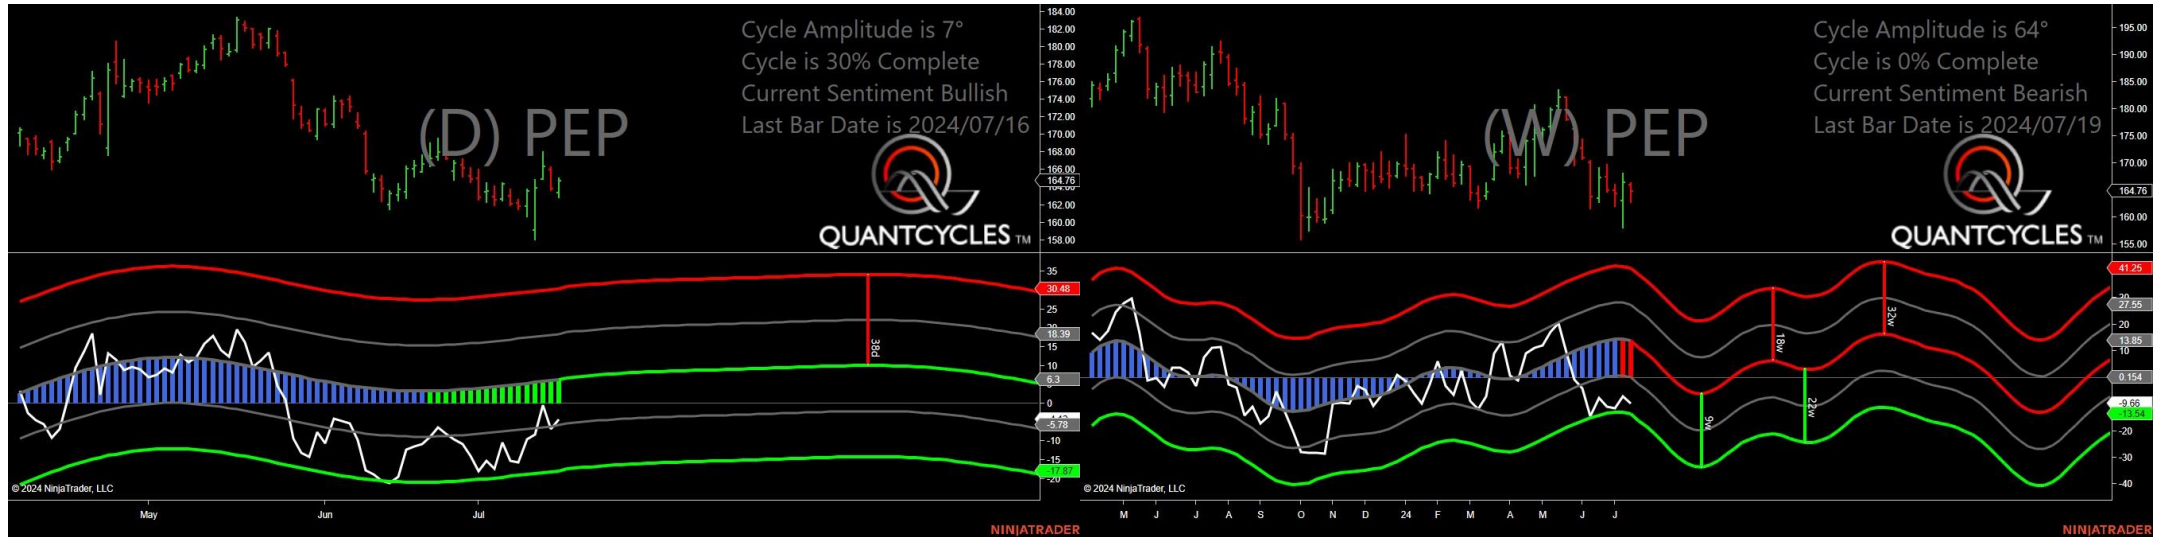 Cycle Amplitude is 7°
Cycle is 30% Complete
Current Sentiment Bullish
Last Bar Date is 2024/07/16
(D) PEP
QUANTCYCLES TM
184.00
182.00
180.00
178.00
176.00
174.00
172.00
170.00
168.00
166.00
164.76
162.00
160.00
158.00
35
30.48
25
18.39
15
10
6.3
0
-5.78
-10
-15
-17.87
-20
38d
© 2024 NinjaTrader, LLC
May Jun Jul
NINJATRADER
Cycle Amplitude is 64°
Cycle is 0% Complete
Current Sentiment Bearish
Last Bar Date is 2024/07/19
(W) PEP
QUANTCYCLES TM
195.00
190.00
185.00
180.00
175.00
170.00
164.76
160.00
155.00
41.25
27.55
20
13.85
10
0.154
-9.66
-13.54
-20
-30
-40
9w
18w
22w
32w
© 2024 NinjaTrader, LLC
M J J A S O N D 24 F M A M J J
NINJATRADER